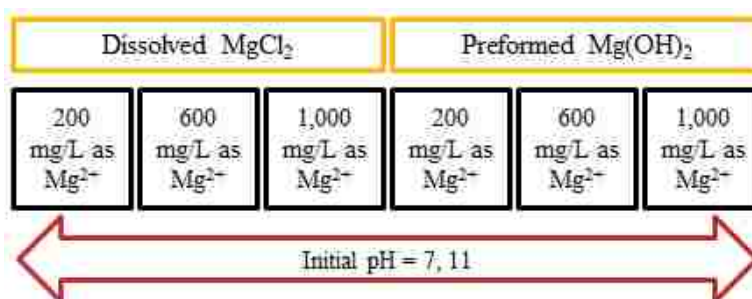 Dissolved MgCl₂
Preformed Mg(OH)₂
200
mg/L as
Mg²⁺
600
mg/L as
Mg²⁺
1,000
mg/L as
Mg²⁺
200
mg/L as
Mg²⁺
600
mg/L as
Mg²⁺
1,000
mg/L as
Mg²⁺
Initial pH = 7, 11